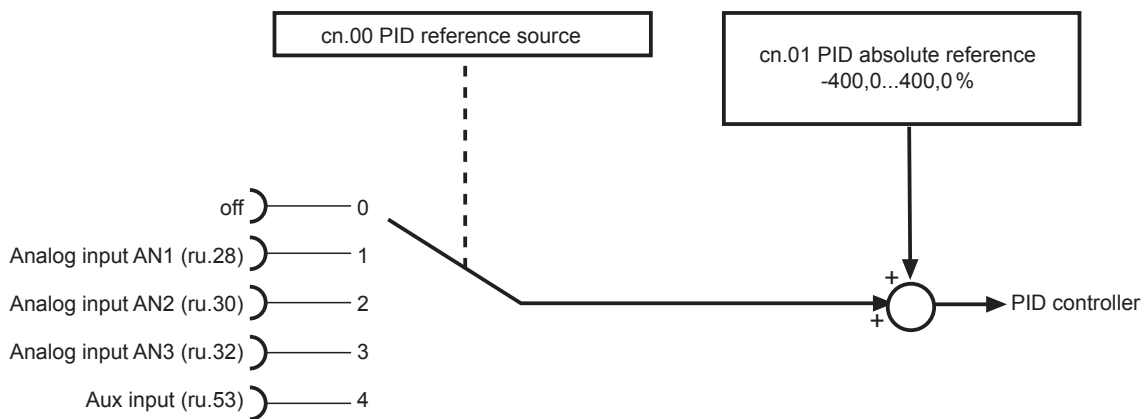 cn.00 PID reference source
cn.01 PID absolute reference
-400,0...400,0%
off 0
Analog input AN1 (ru.28) 1
Analog input AN2 (ru.30) 2
+
+
PID controller
Analog input AN3 (ru.32) 3
Aux input (ru.53) 4